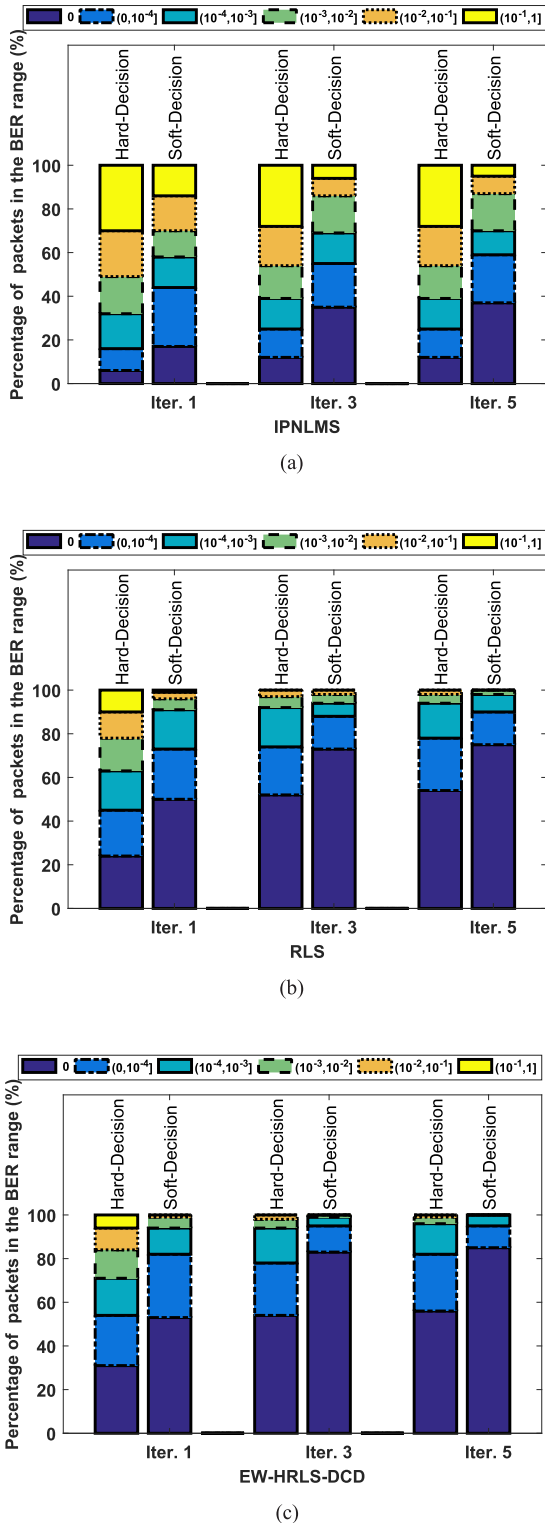 0 (0,10⁻⁴] (10⁻⁴,10⁻³] (10⁻³,10⁻²] (10⁻²,10⁻¹] (10⁻¹,1]
Percentage of packets in the BER range (%)
Hard-Decision
Soft-Decision
Hard-Decision
Soft-Decision
Hard-Decision
Soft-Decision
100
80
60
40
20
0
Iter. 1 Iter. 3 Iter. 5
IPNLMS
(a)
0 (0,10⁻⁴] (10⁻⁴,10⁻³] (10⁻³,10⁻²] (10⁻²,10⁻¹] (10⁻¹,1]
Percentage of packets in the BER range (%)
Hard-Decision
Soft-Decision
Hard-Decision
Soft-Decision
Hard-Decision
Soft-Decision
100
80
60
40
20
0
Iter. 1 Iter. 3 Iter. 5
RLS
(b)
0 (0,10⁻⁴] (10⁻⁴,10⁻³] (10⁻³,10⁻²] (10⁻²,10⁻¹] (10⁻¹,1]
Percentage of packets in the BER range (%)
Hard-Decision
Soft-Decision
Hard-Decision
Soft-Decision
Hard-Decision
Soft-Decision
100
80
60
40
20
0
Iter. 1 Iter. 3 Iter. 5
EW-HRLS-DCD
(c)